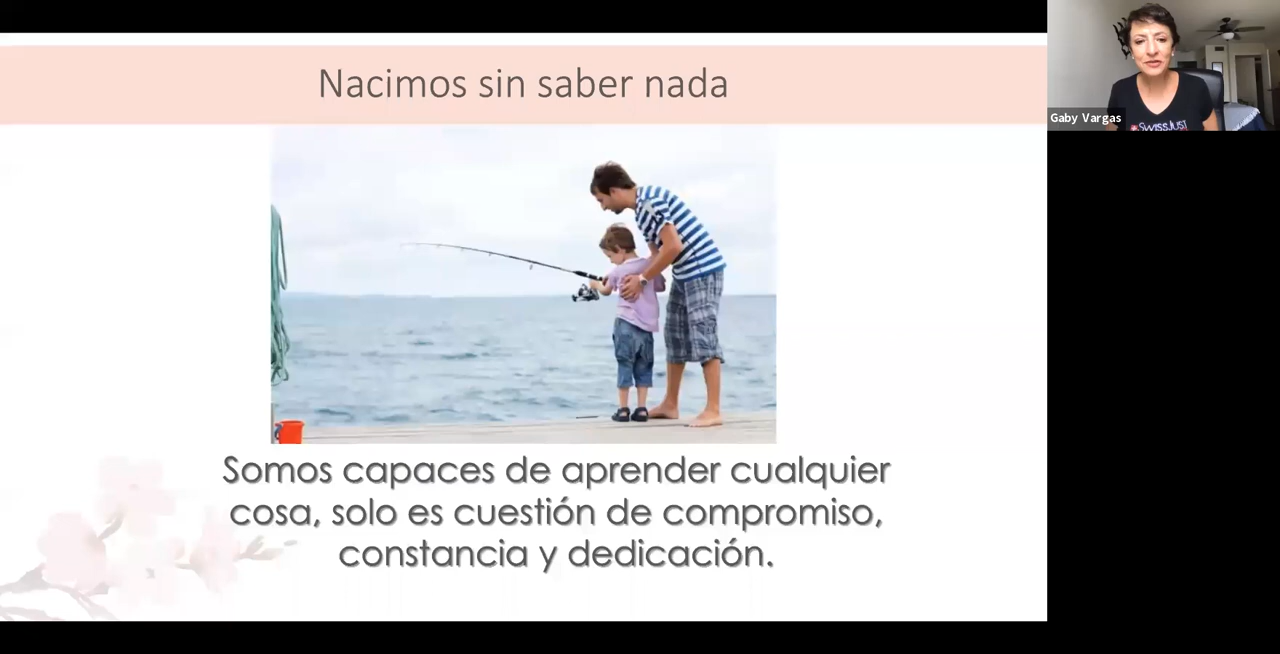 Nacimos sin saber nada
Somos capaces de aprender cualquier
cosa, solo es cuestión de compromiso,
constancia y dedicación.
Gaby Vargas
SWISSJUST